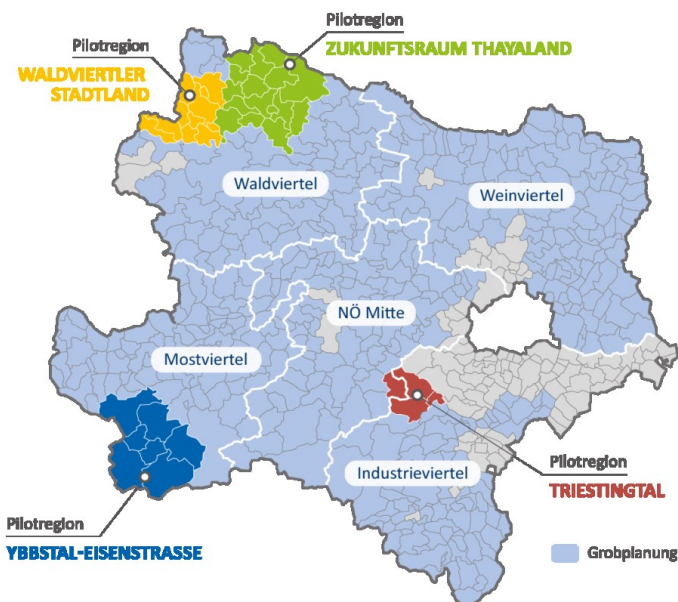 Pilotregion
ZUKUNFTSRAUM THAYALAND
Pilotregion
WALDVIERTLER
STADTLAND
Waldviertel
Weinviertel
NÖ Mitte
Mostviertel
Industrieviertel
Pilotregion
TRIESTINGTAL
Pilotregion
YBBSTAL-EISENSTRASSE
Grobplanung